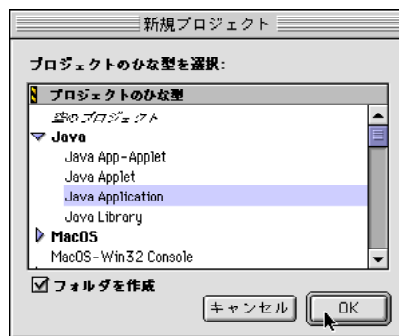 新規プロジェクト
プロジェクトのひな型を選択:
プロジェクトのひな型
空のプロジェクト
Java
Java App-Applet
Java Applet
Java Application
Java Library
MacOS
MacOS-Win32 Console
フォルダを作成
キャンセル
OK